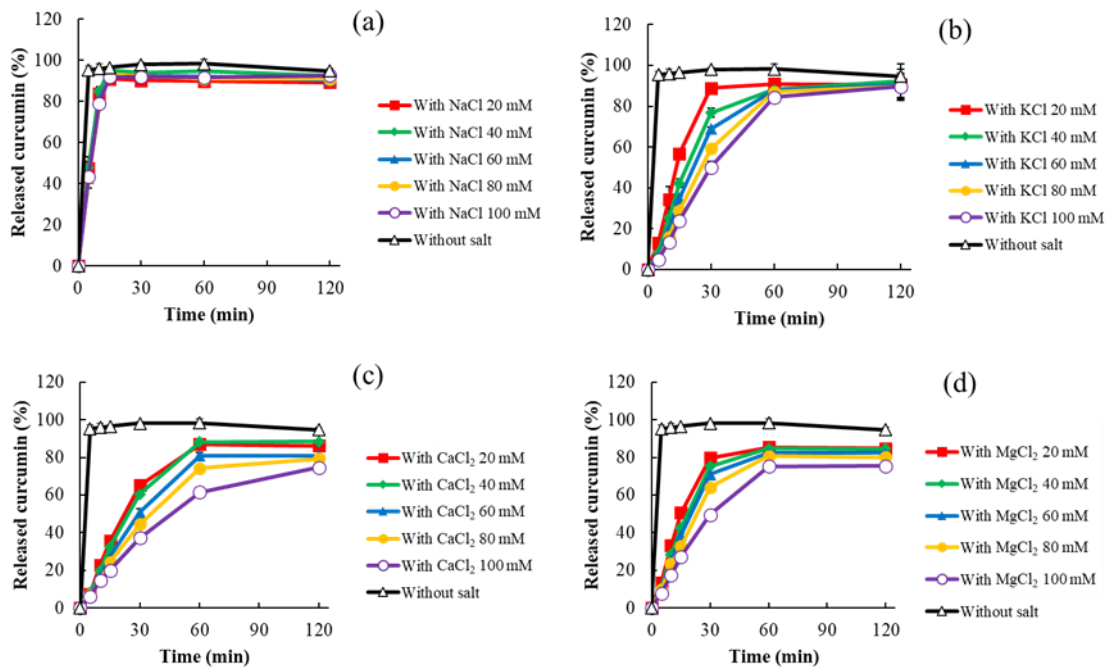 (a)
120
100
80
60
40
20
0
Released curcumin (%)
0 30 60 90 120
Time (min)
With NaCl 20 mM
With NaCl 40 mM
With NaCl 60 mM
With NaCl 80 mM
With NaCl 100 mM
Without salt
(b)
120
100
80
60
40
20
0
Released curcumin (%)
0 30 60 90 120
Time (min)
With KCl 20 mM
With KCl 40 mM
With KCl 60 mM
With KCl 80 mM
With KCl 100 mM
Without salt
(c)
120
100
80
60
40
20
0
Released curcumin (%)
0 30 60 90 120
Time (min)
With CaCl₂ 20 mM
With CaCl₂ 40 mM
With CaCl₂ 60 mM
With CaCl₂ 80 mM
With CaCl₂ 100 mM
Without salt
(d)
120
100
80
60
40
20
0
Released curcumin (%)
0 30 60 90 120
Time (min)
With MgCl₂ 20 mM
With MgCl₂ 40 mM
With MgCl₂ 60 mM
With MgCl₂ 80 mM
With MgCl₂ 100 mM
Without salt